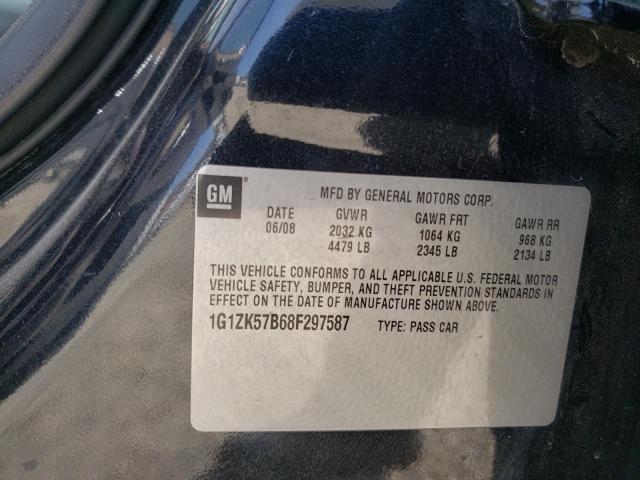 GM ® MFD BY GENERAL MOTORS CORP.
DATE GVWR GAWR FRT GAWR RR
06/08 2032 KG 1064 KG 968 KG
4479 LB 2345 LB 2134 LB
THIS VEHICLE CONFORMS TO ALL APPLICABLE U.S. FEDERAL MOTOR
VEHICLE SAFETY, BUMPER, AND THEFT PREVENTION STANDARDS IN
EFFECT ON THE DATE OF MANUFACTURE SHOWN ABOVE.
1G1ZK57B68F297587 TYPE: PASS CAR